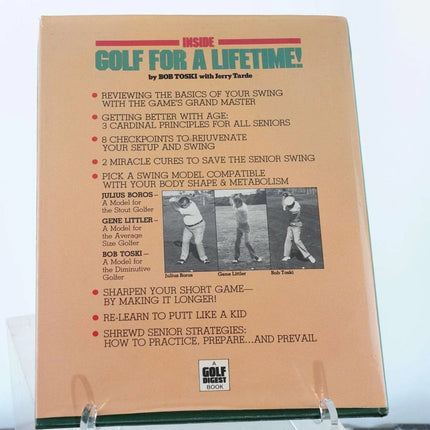 INSIDE
GOLF FOR A LIFETIME!
by BOB TOSKI with Jerry Tarde
• REVIEWING THE BASICS OF YOUR SWING
WITH THE GAME'S GRAND MASTER
• GETTING BETTER WITH AGE:
3 CARDINAL PRINCIPLES FOR ALL SENIORS
• 8 CHECKPOINTS TO REJUVENATE
YOUR SETUP AND SWING
• 2 MIRACLE CURES TO SAVE THE SENIOR SWING
• PICK A SWING MODEL COMPATIBLE
WITH YOUR BODY SHAPE & METABOLISM
JULIUS BOROS –
A Model for
the Stout Golfer
GENE LITTLER –
A Model for
the Average
Size Golfer
BOB TOSKI –
A Model for
the Diminutive
Golfer
Julius Boros
Gene Littler
Bob Toski
• SHARPEN YOUR SHORT GAME—
BY MAKING IT LONGER!
• RE-LEARN TO PUTT LIKE A KID
• SHREWD SENIOR STRATEGIES:
HOW TO PRACTICE, PREPARE...AND PREVAIL
A
GOLF
DIGEST
BOOK